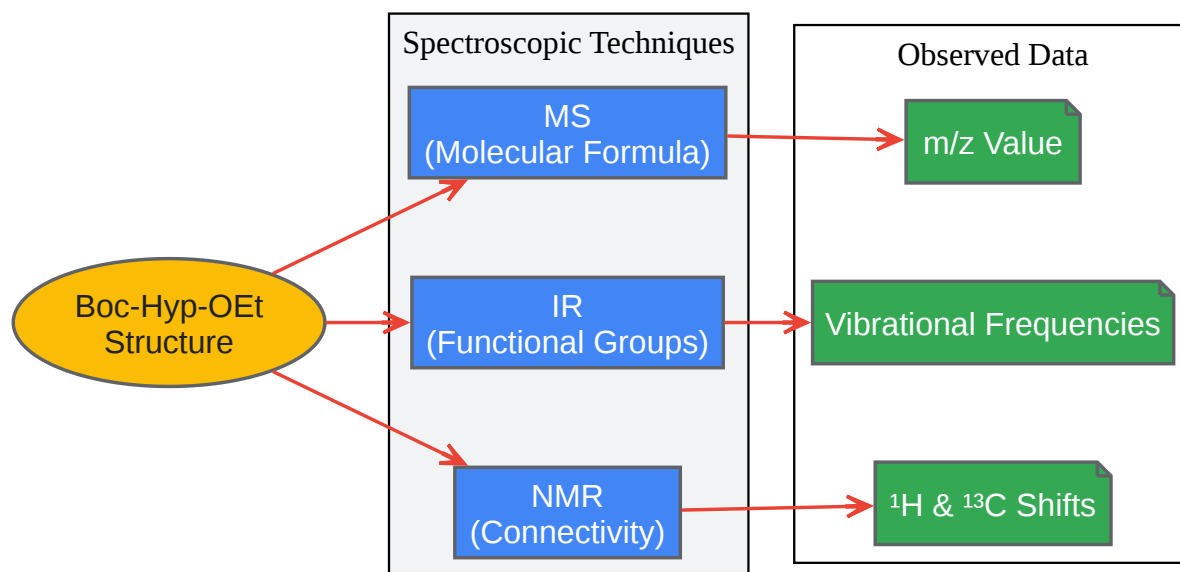 Spectroscopic Techniques
Observed Data
MS
(Molecular Formula)
m/z Value
Boc-Hyp-OEt
Structure
IR
(Functional Groups)
Vibrational Frequencies
NMR
(Connectivity)
¹H & ¹³C Shifts